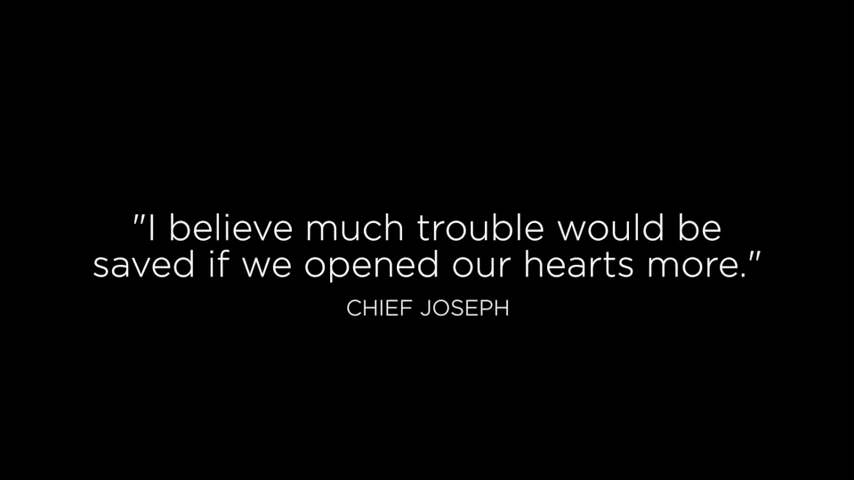 "I believe much trouble would be
saved if we opened our hearts more."
CHIEF JOSEPH